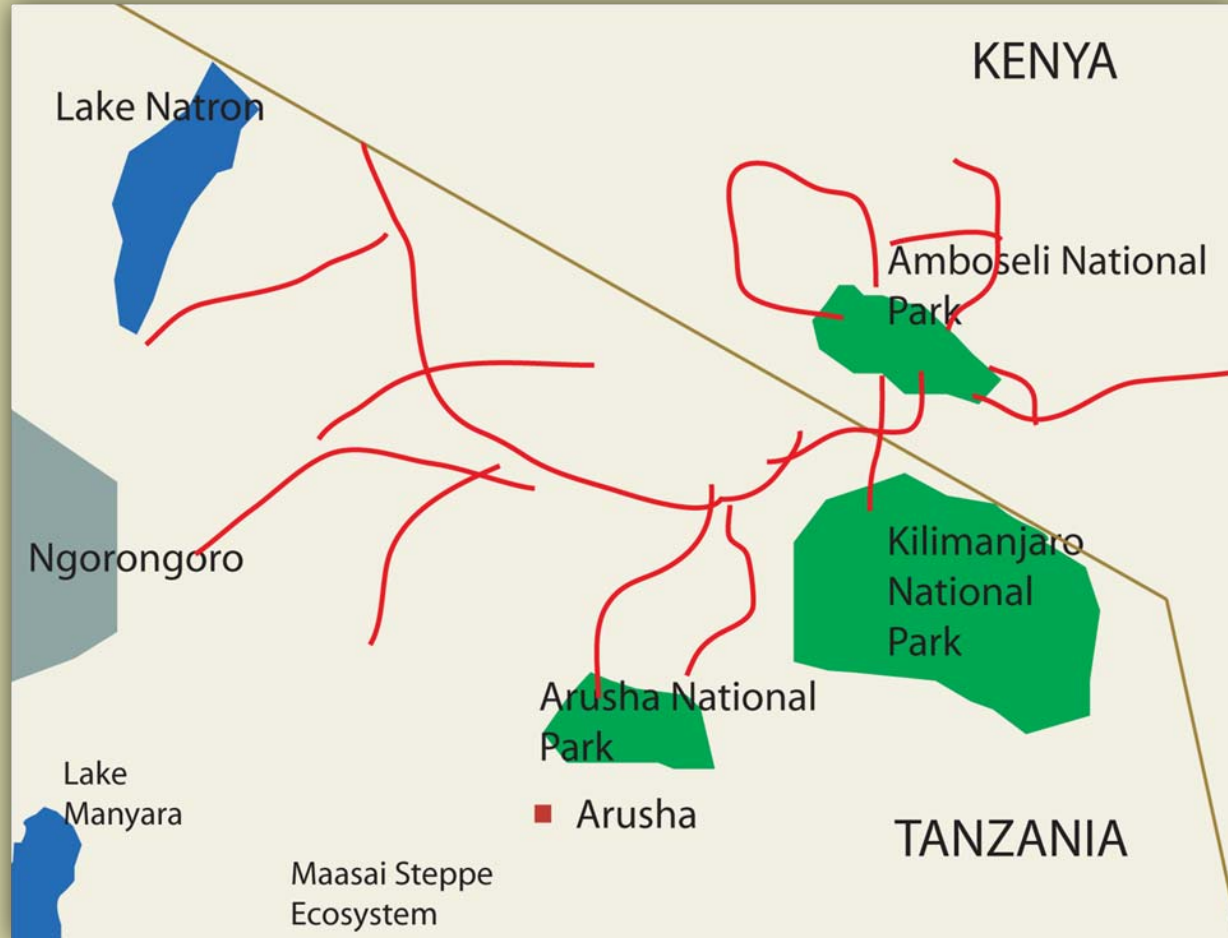 KENYA
Lake Natron
Amboseli National
Park
Ngorongoro
Kilimanjaro
National
Park
Arusha National
Park
Lake
Manyara
Arusha
TANZANIA
Maasai Steppe
Ecosystem